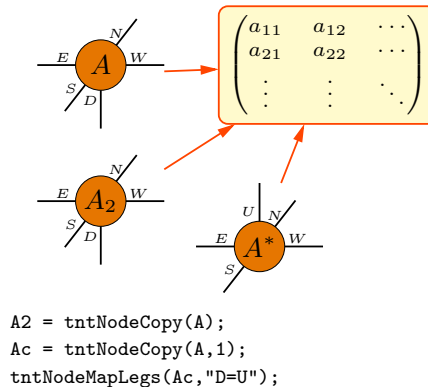 N
A
E
W
S
D
a₁₁ a₁₂ ⋯
a₂₁ a₂₂ ⋯
⋮ ⋮ ⋱
N
A₂
E
W
S
D
U
N
E
A*
W
S
A2 = tntNodeCopy(A);
Ac = tntNodeCopy(A,1);
tntNodeMapLegs(Ac,"D=U");